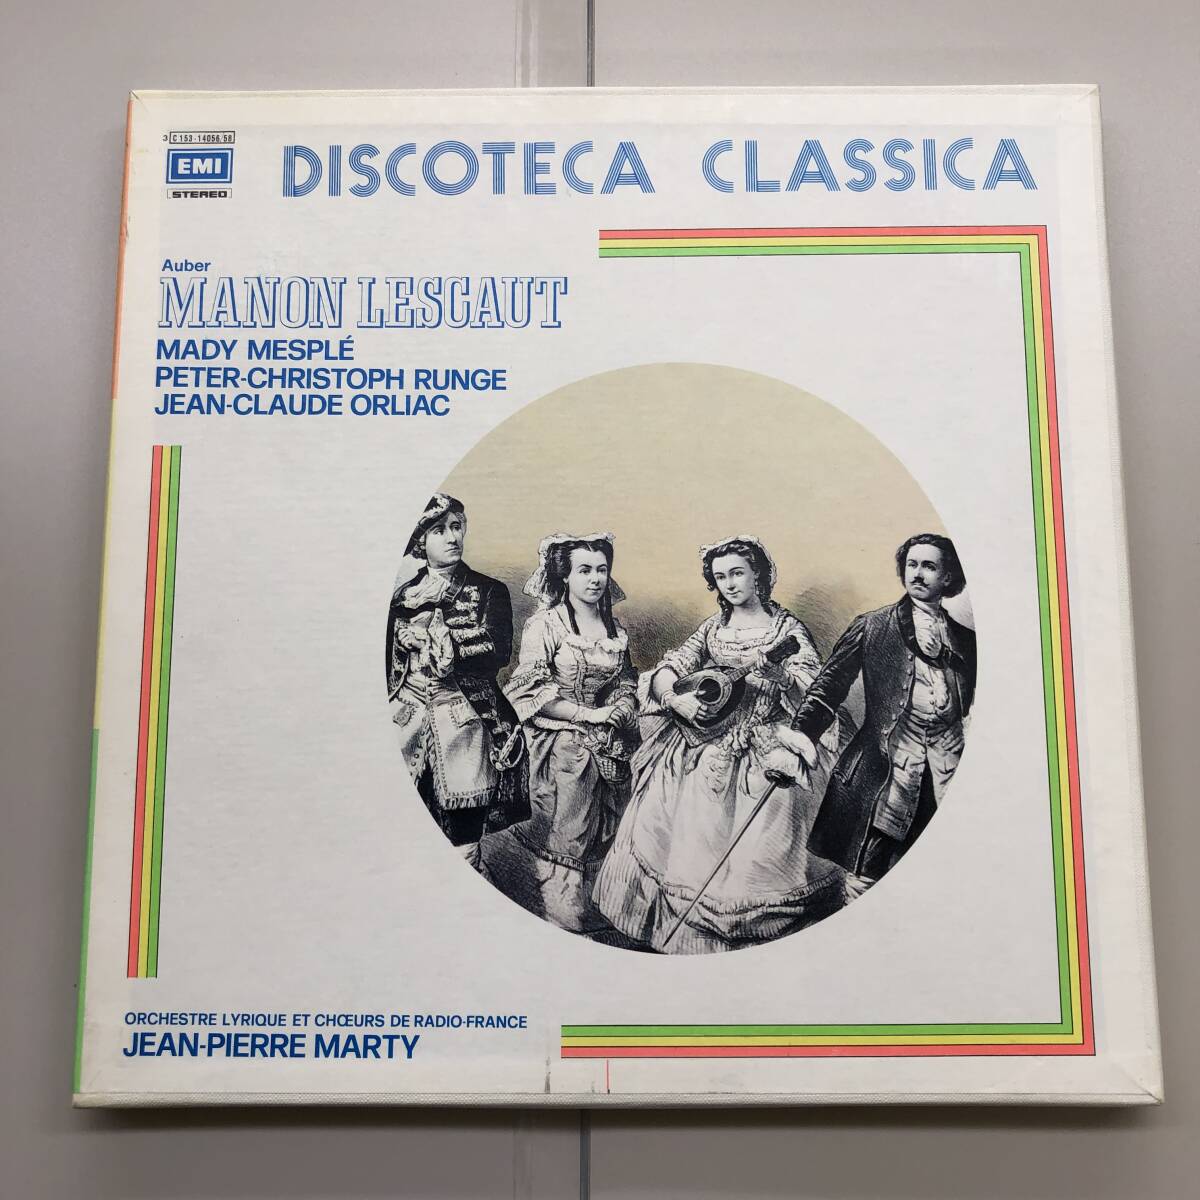 3 C 153-14056/58
EMI
STEREO
DISCOTECA CLASSICA
Auber
MANON LESCAUT
MADY MESPLÉ
PETER-CHRISTOPH RUNGE
JEAN-CLAUDE ORLIAC
ORCHESTRE LYRIQUE ET CHŒURS DE RADIO-FRANCE
JEAN-PIERRE MARTY